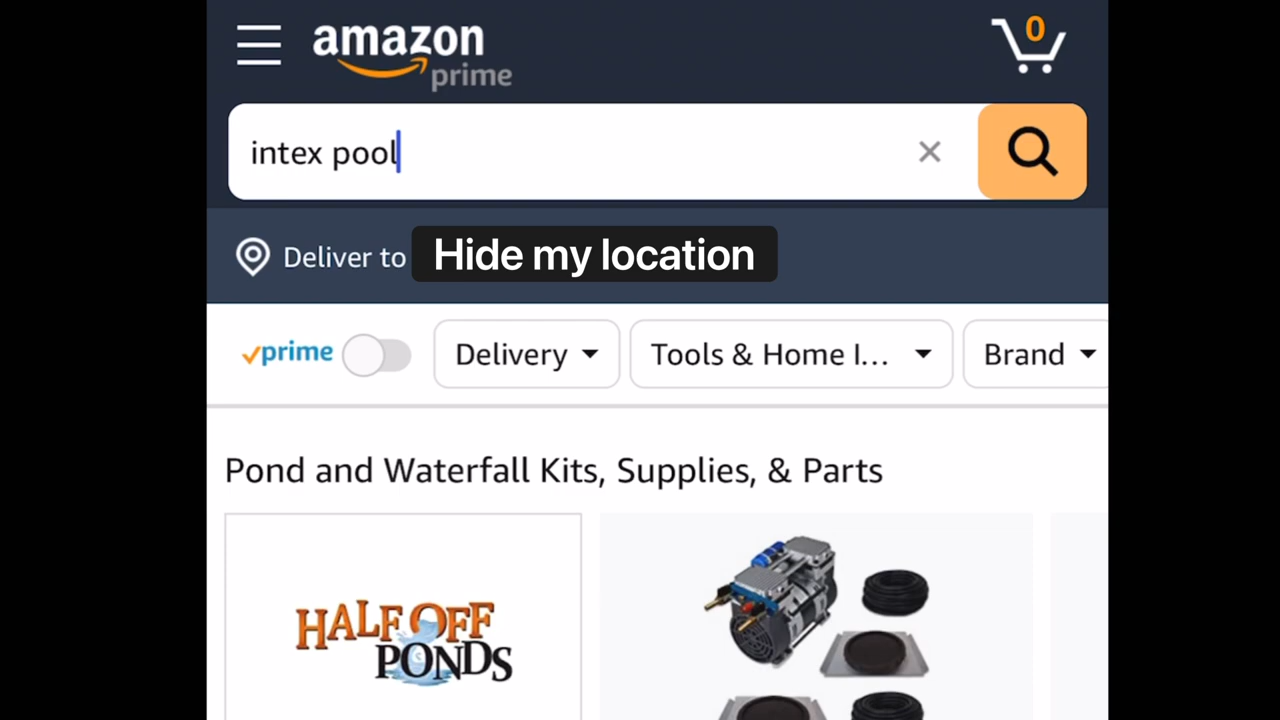 amazon
prime
0
intex pool
Deliver to Hide my location
prime Delivery Tools & Home I... Brand
Pond and Waterfall Kits, Supplies, & Parts
HALF OFF
PONDS